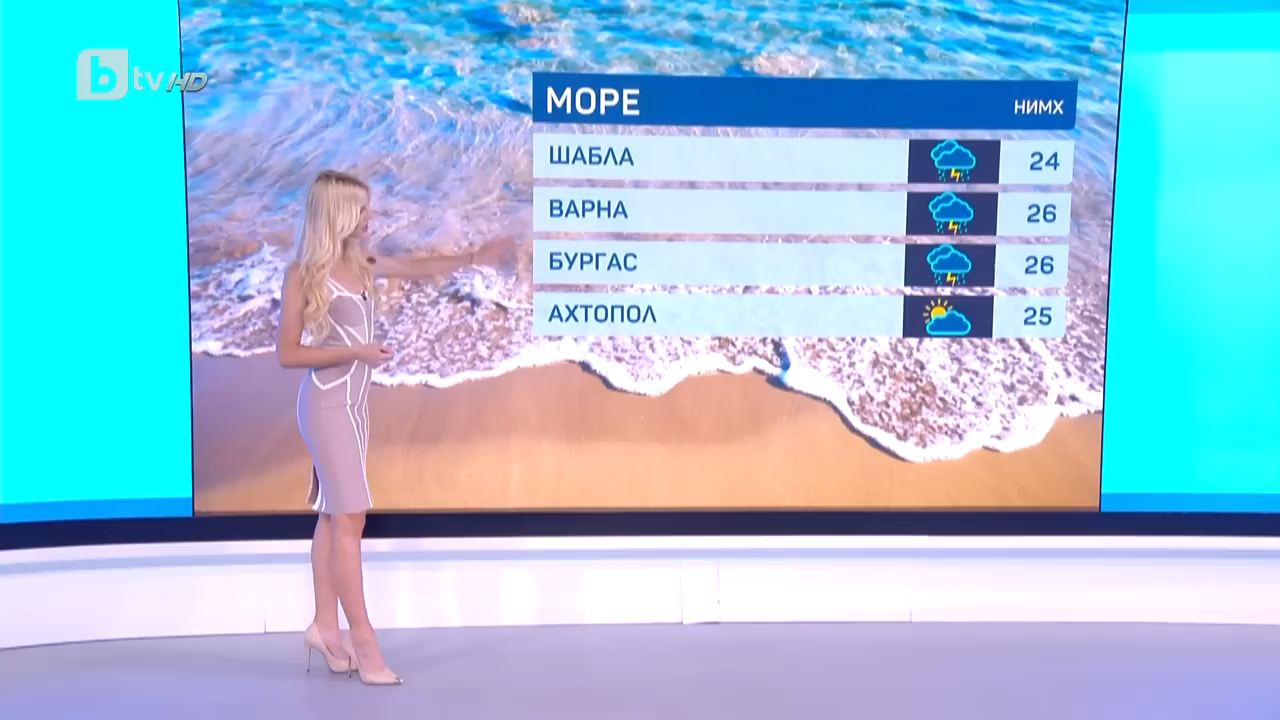 btv HD
МОРЕ
НИМХ
ШАБЛА 24
ВАРНА 26
БУРГАС 26
АХТОПОЛ 25